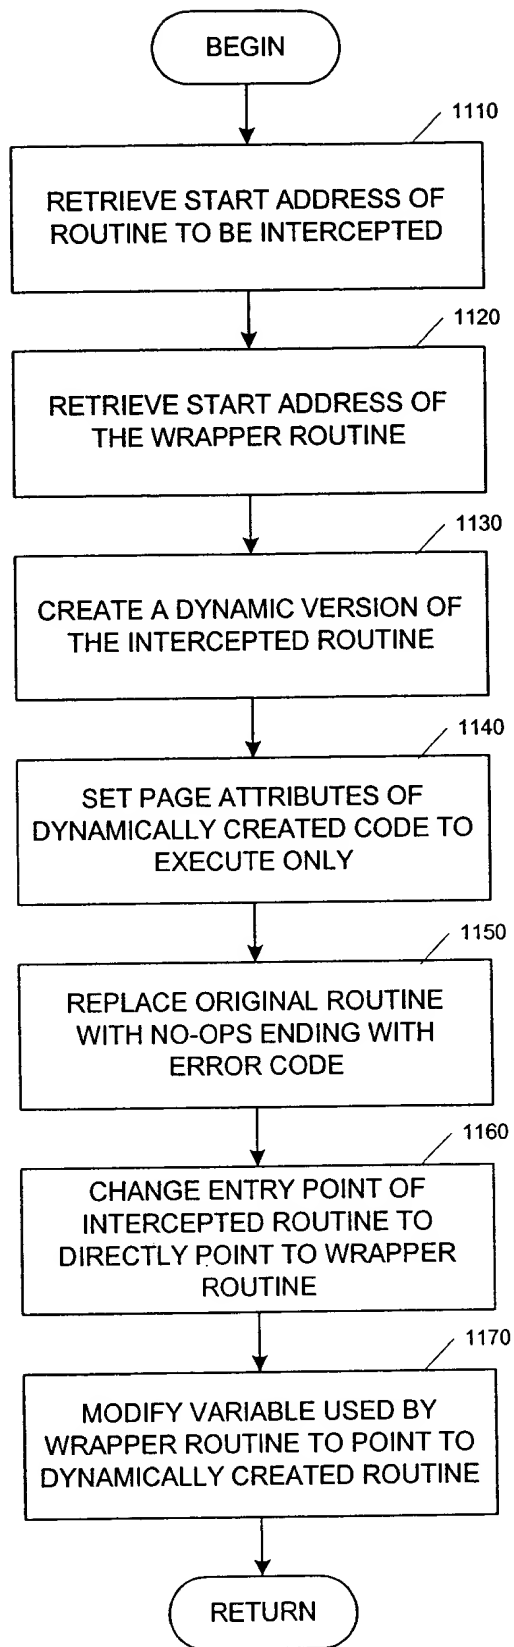 BEGIN
1110
RETRIEVE START ADDRESS OF
ROUTINE TO BE INTERCEPTED
1120
RETRIEVE START ADDRESS OF
THE WRAPPER ROUTINE
1130
CREATE A DYNAMIC VERSION OF
THE INTERCEPTED ROUTINE
1140
SET PAGE ATTRIBUTES OF
DYNAMICALLY CREATED CODE TO
EXECUTE ONLY
1150
REPLACE ORIGINAL ROUTINE
WITH NO-OPS ENDING WITH
ERROR CODE
1160
CHANGE ENTRY POINT OF
INTERCEPTED ROUTINE TO
DIRECTLY POINT TO WRAPPER
ROUTINE
1170
MODIFY VARIABLE USED BY
WRAPPER ROUTINE TO POINT TO
DYNAMICALLY CREATED ROUTINE
RETURN